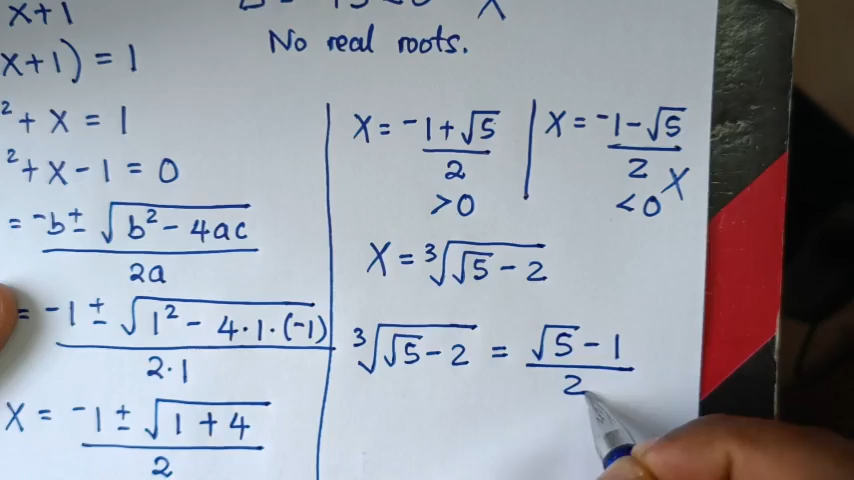 x+1
x+1) = 1
² + x = 1
² + x - 1 = 0
= -b ± √(b² - 4ac)
2a
= -1 ± √(1² - 4·1·(-1))
2·1
x = -1 ± √(1 + 4)
2
No real roots.
x = -1 + √5
2
>0
x = -1 - √5
2 X
<0
x = ³√(√5 - 2)
³√(√5 - 2) = √5 - 1
2